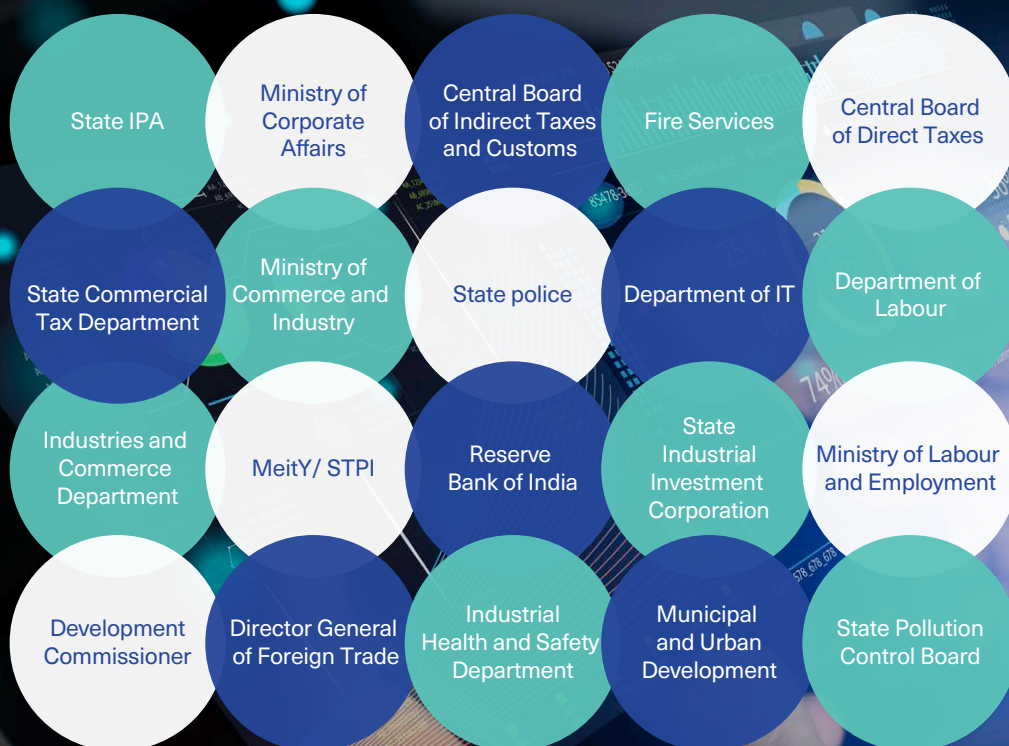 State IPA
Ministry of
Corporate
Affairs
Central Board
of Indirect Taxes
and Customs
Fire Services
Central Board
of Direct Taxes
State Commercial
Tax Department
Ministry of
Commerce and
Industry
State police
Department of IT
Department of
Labour
Industries and
Commerce
Department
MeitY/ STPI
Reserve
Bank of India
State
Industrial
Investment
Corporation
Ministry of Labour
and Employment
Development
Commissioner
Director General
of Foreign Trade
Industrial
Health and Safety
Department
Municipal
and Urban
Development
State Pollution
Control Board
74%